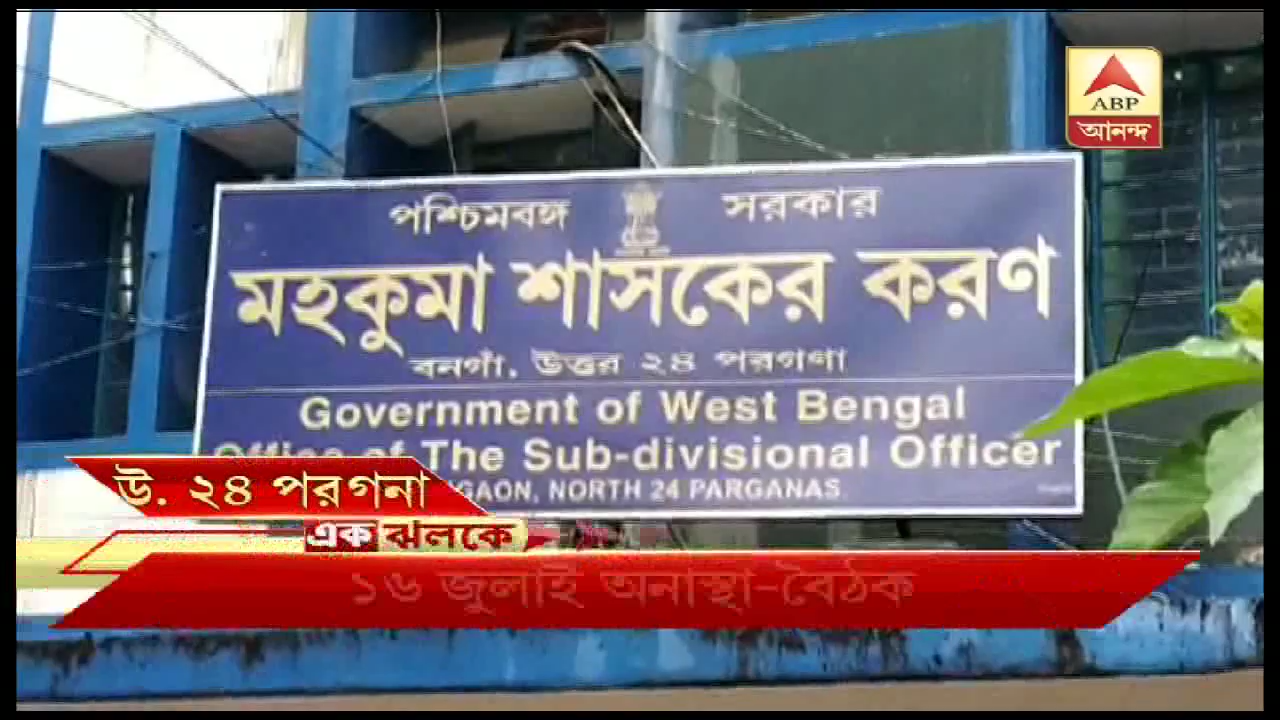 ABP
আনন্দ
পশ্চিমবঙ্গ সরকার
মহকুমা শাসকের করণ
বনগাঁ, উত্তর ২৪ পরগণা
Government of West Bengal
Office of The Sub-divisional Officer
GAON, NORTH 24 PARGANAS
উ. ২৪ পরগনা
এক ঝলকে
১৬ জুলাই অনাস্থা-বৈঠক